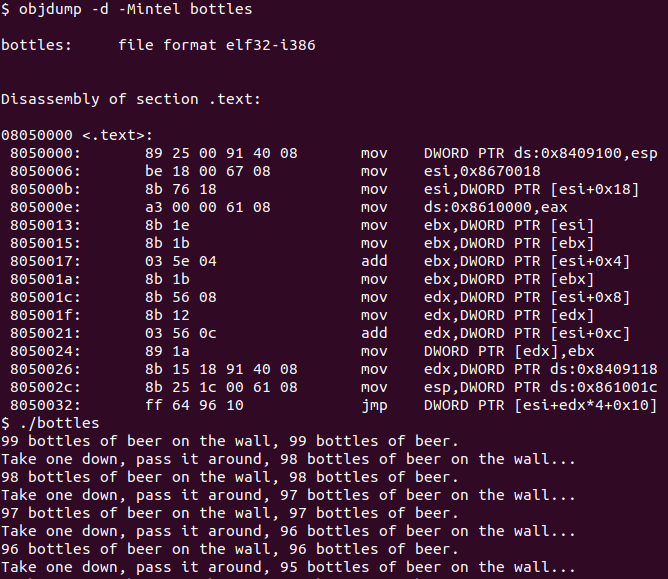 $ objdump -d -Mintel bottles
bottles:     file format elf32-i386
Disassembly of section .text:
08050000 <.text>:
 8050000:	89 25 00 91 40 08    	mov    DWORD PTR ds:0x8409100,esp
 8050006:	be 18 00 67 08       	mov    esi,0x8670018
 805000b:	8b 76 18             	mov    esi,DWORD PTR [esi+0x18]
 805000e:	a3 00 00 61 08       	mov    ds:0x8610000,eax
 8050013:	8b 1e                	mov    ebx,DWORD PTR [esi]
 8050015:	8b 1b                	mov    ebx,DWORD PTR [ebx]
 8050017:	03 5e 04             	add    ebx,DWORD PTR [esi+0x4]
 805001a:	8b 1b                	mov    ebx,DWORD PTR [ebx]
 805001c:	8b 56 08             	mov    edx,DWORD PTR [esi+0x8]
 805001f:	8b 12                	mov    edx,DWORD PTR [edx]
 8050021:	03 56 0c             	add    edx,DWORD PTR [esi+0xc]
 8050024:	89 1a                	mov    DWORD PTR [edx],ebx
 8050026:	8b 15 18 91 40 08    	mov    edx,DWORD PTR ds:0x8409118
 805002c:	8b 25 1c 00 61 08    	mov    esp,DWORD PTR ds:0x861001c
 8050032:	ff 64 96 10          	jmp    DWORD PTR [esi+edx*4+0x10]
$ ./bottles
99 bottles of beer on the wall, 99 bottles of beer.
Take one down, pass it around, 98 bottles of beer on the wall...
98 bottles of beer on the wall, 98 bottles of beer.
Take one down, pass it around, 97 bottles of beer on the wall...
97 bottles of beer on the wall, 97 bottles of beer.
Take one down, pass it around, 96 bottles of beer on the wall...
96 bottles of beer on the wall, 96 bottles of beer.
Take one down, pass it around, 95 bottles of beer on the wall...